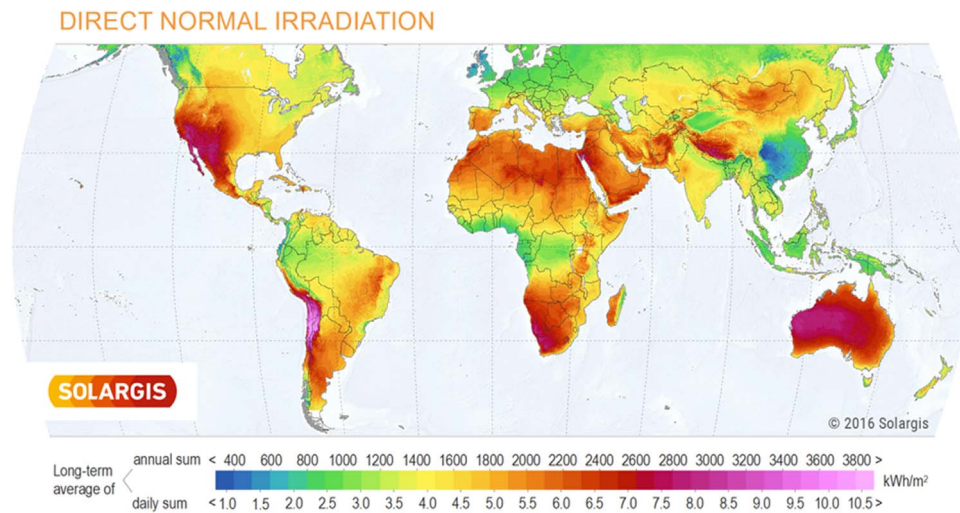 DIRECT NORMAL IRRADIATION
SOLARGIS
© 2016 Solargis
Long-term
average of
annual sum < 400 600 800 1000 1200 1400 1600 1800 2000 2200 2400 2600 2800 3000 3200 3400 3600 3800 >
kWh/m²
daily sum < 1.0 1.5 2.0 2.5 3.0 3.5 4.0 4.5 5.0 5.5 6.0 6.5 7.0 7.5 8.0 8.5 9.0 9.5 10.0 10.5 >